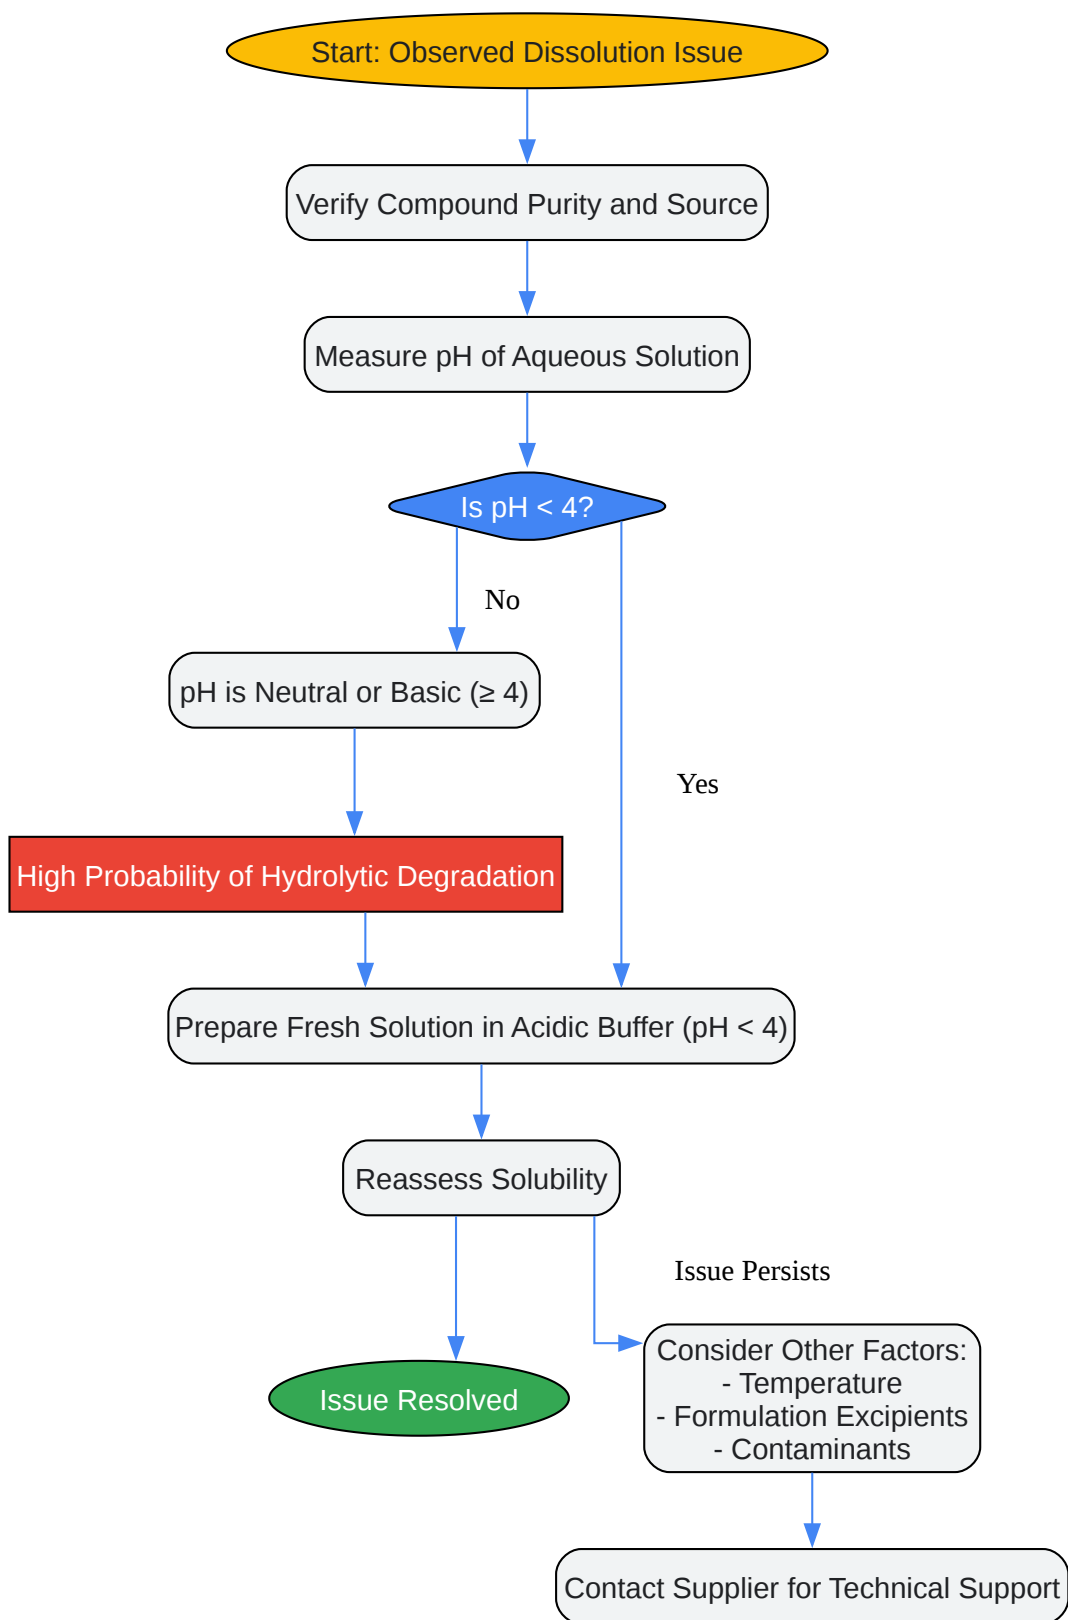 Start: Observed Dissolution Issue
Verify Compound Purity and Source
Measure pH of Aqueous Solution
Is pH < 4?
No
pH is Neutral or Basic (≥ 4)
Yes
High Probability of Hydrolytic Degradation
Prepare Fresh Solution in Acidic Buffer (pH < 4)
Reassess Solubility
Issue Persists
Consider Other Factors:
- Temperature
- Formulation Excipients
- Contaminants
Issue Resolved
Contact Supplier for Technical Support